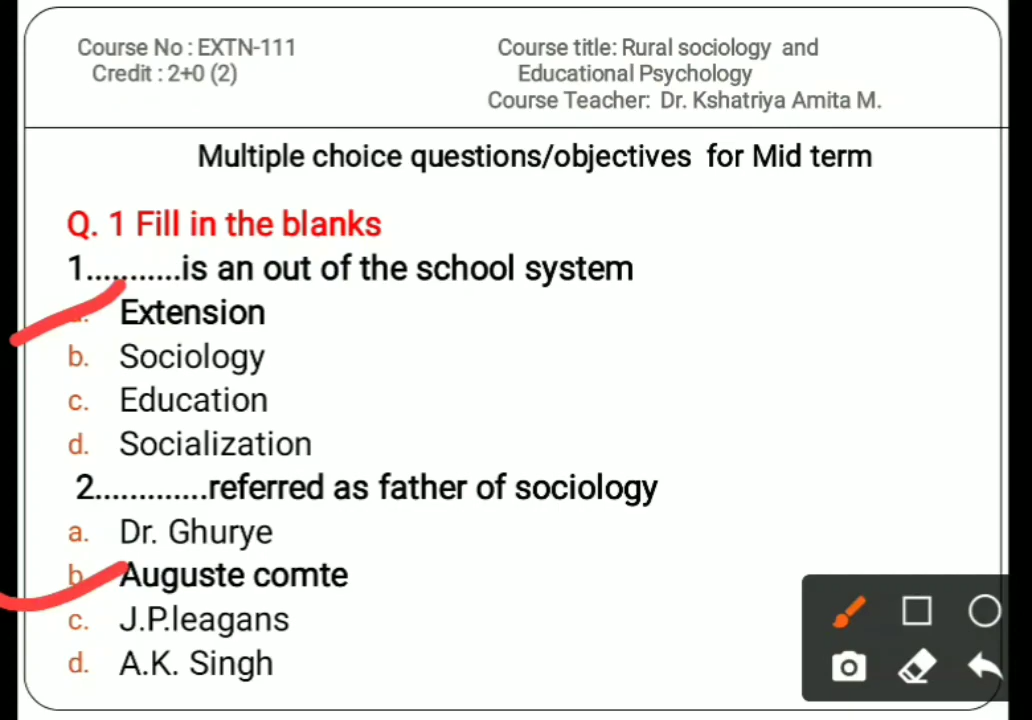 Course No : EXTN-111
Credit : 2+0 (2)
Course title: Rural sociology and
Educational Psychology
Course Teacher: Dr. Kshatriya Amita M.
Multiple choice questions/objectives for Mid term
Q. 1 Fill in the blanks
1...........is an out of the school system
Extension
b. Sociology
c. Education
d. Socialization
2.............referred as father of sociology
a. Dr. Ghurye
b. Auguste comte
c. J.P.leagans
d. A.K. Singh